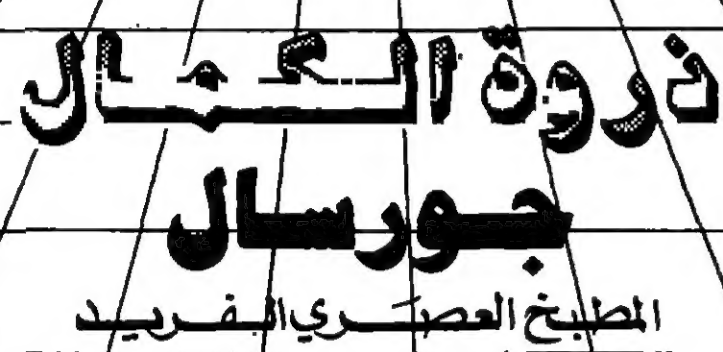 ذروة الكمال
جورسال
المطبخ العصري الفريد